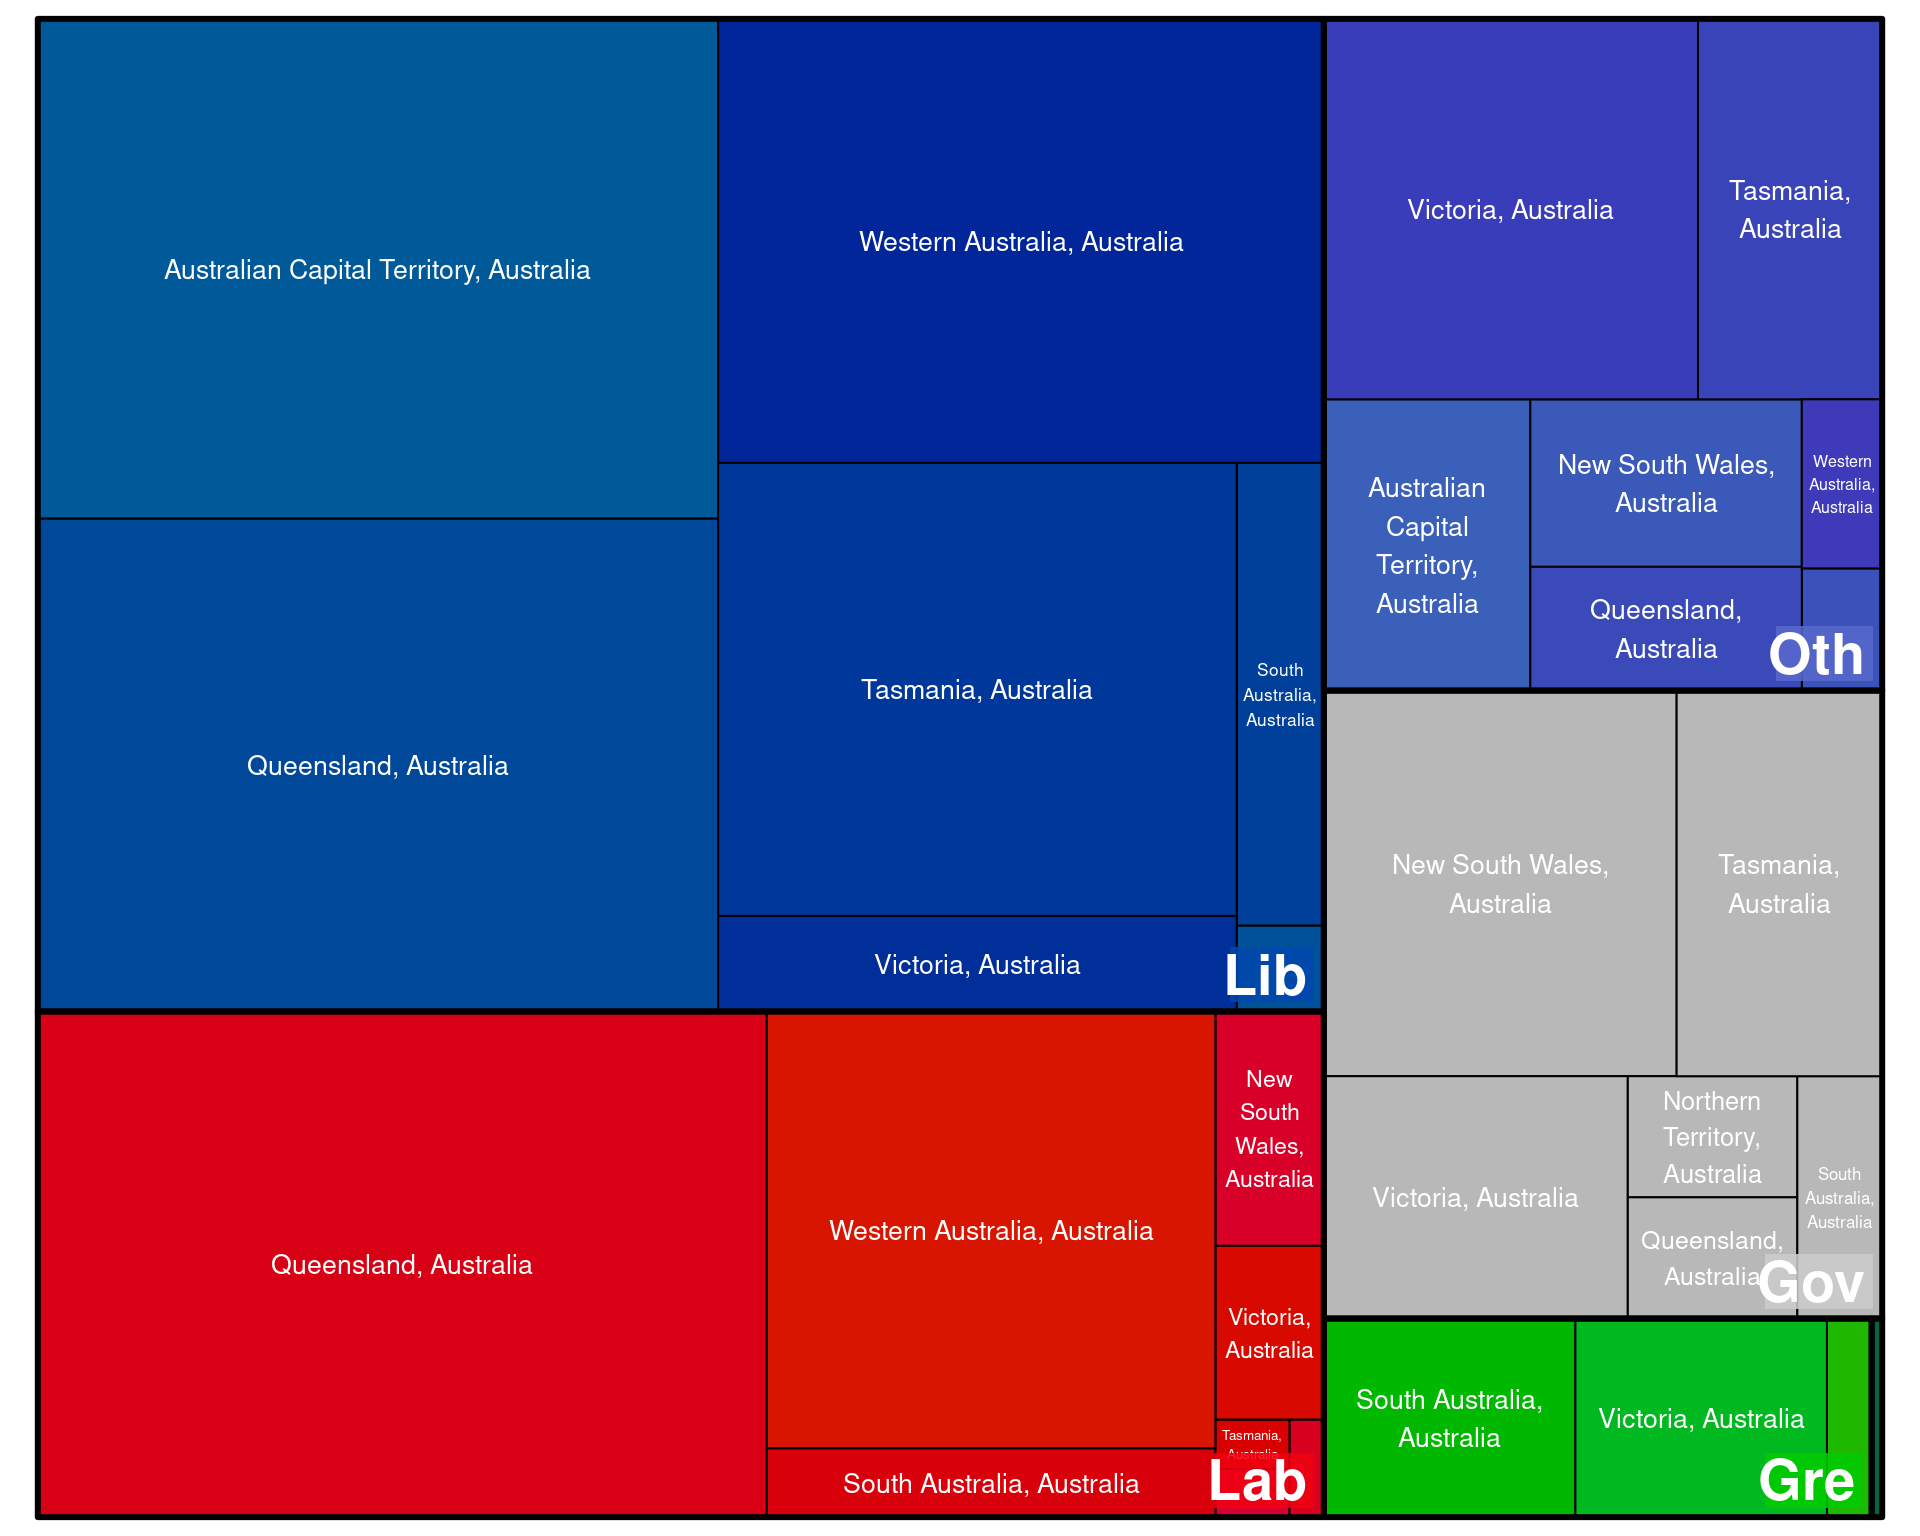 Australian Capital Territory, Australia
Queensland, Australia
Western Australia, Australia
Tasmania, Australia
South
Australia,
Australia
Victoria, Australia
Lib
Queensland, Australia
Western Australia, Australia
South Australia, Australia
New
South
Wales,
Australia
Victoria,
Australia
Tasmania,
Australia
Lab
Victoria, Australia
Tasmania,
Australia
Australian
Capital
Territory,
Australia
New South Wales,
Australia
Queensland,
Australia
Western
Australia,
Australia
Oth
New South Wales,
Australia
Tasmania,
Australia
Victoria, Australia
Northern
Territory,
Australia
Queensland,
Australia
South
Australia,
Australia
Gov
South Australia,
Australia
Victoria, Australia
Gre